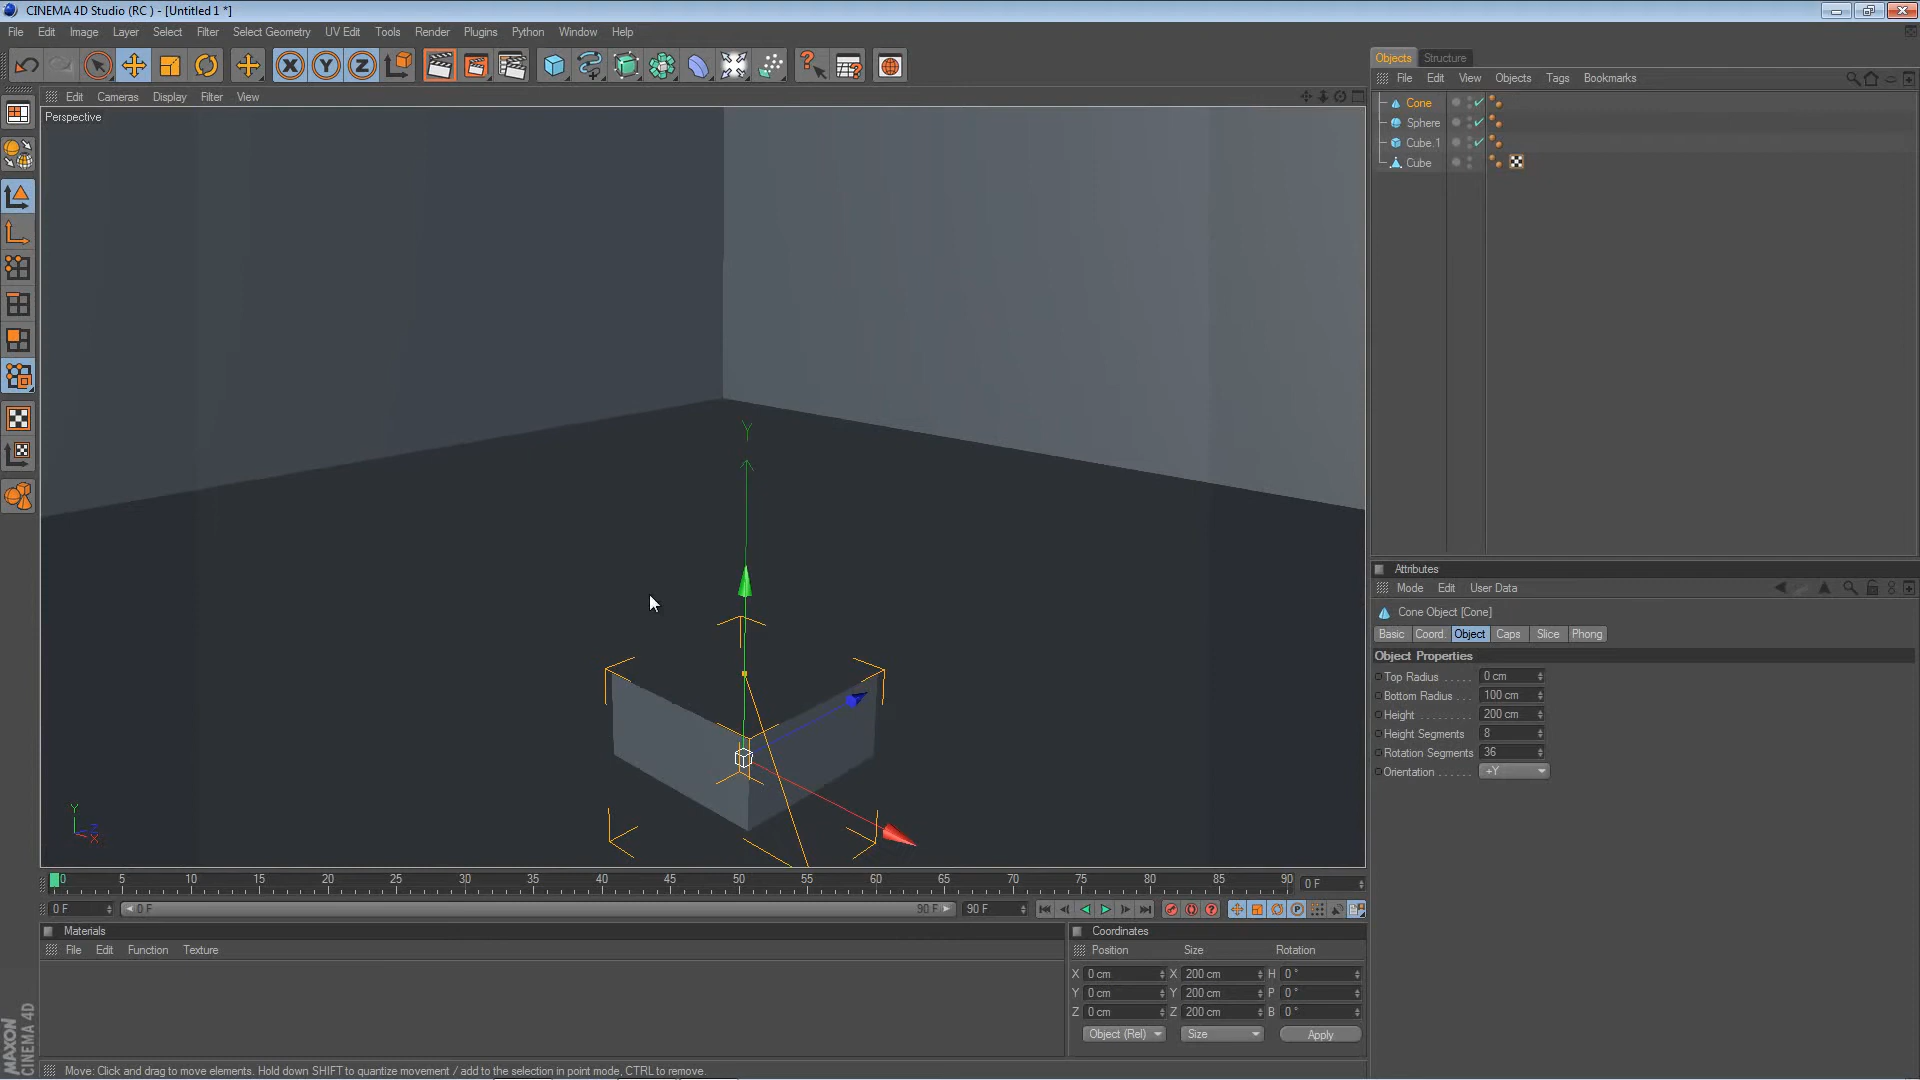 CINEMA 4D Studio (RC ) - [Untitled 1 *]
File Edit Image Layer Select Filter Select Geometry UV Edit Tools Render Plugins Python Window Help
X Y Z
Edit Cameras Display Filter View
Perspective
Y
Y
Z
X
0 5 10 15 20 25 30 35 40 45 50 55 60 65 70 75 80 85 90
0 F
0 F
0 F
90 F
90 F
Materials
File Edit Function Texture
Coordinates
Position Size Rotation
X 0 cm X 200 cm H 0 °
Y 0 cm Y 200 cm P 0 °
Z 0 cm Z 200 cm B 0 °
Object (Rel) Size Apply
Move: Click and drag to move elements. Hold down SHIFT to quantize movement / add to the selection in point mode, CTRL to remove.
MAXON
CINEMA 4D
Objects Structure
File Edit View Objects Tags Bookmarks
Cone
Sphere
Cube.1
Cube
Attributes
Mode Edit User Data
Cone Object [Cone]
Basic Coord. Object Caps Slice Phong
Object Properties
Top Radius 0 cm
Bottom Radius . . . 100 cm
Height . . . . . . . . 200 cm
Height Segments 8
Rotation Segments 36
Orientation . . . . . +Y